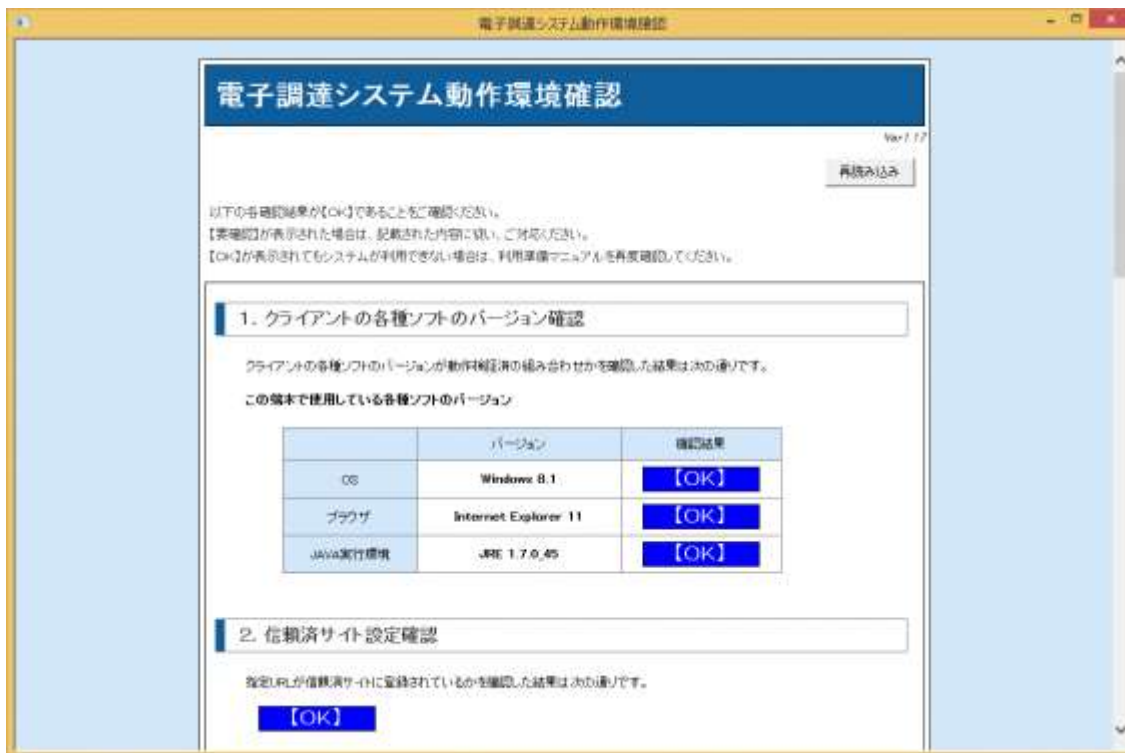 電子調達システム動作環境確認
電子調達システム動作環境確認
Ver1.17
再読み込み
以下の各確認結果が【OK】であることをご確認ください。
【要確認】が表示された場合は、記載された内容に従い、ご対応ください。
【OK】が表示されてもシステムが利用できない場合は、利用準備マニュアルを再度確認してください。
1. クライアントの各種ソフトのバージョン確認
クライアントの各種ソフトのバージョンが動作検証済の組み合わせかを確認した結果は次の通りです。
この端末で使用している各種ソフトのバージョン
バージョン 確認結果
OS Windows 8.1 【OK】
ブラウザ Internet Explorer 11 【OK】
JAVA実行環境 JRE 1.7.0_45 【OK】
2. 信頼済サイト設定確認
指定URLが信頼済サイトに登録されているかを確認した結果は次の通りです。
【OK】